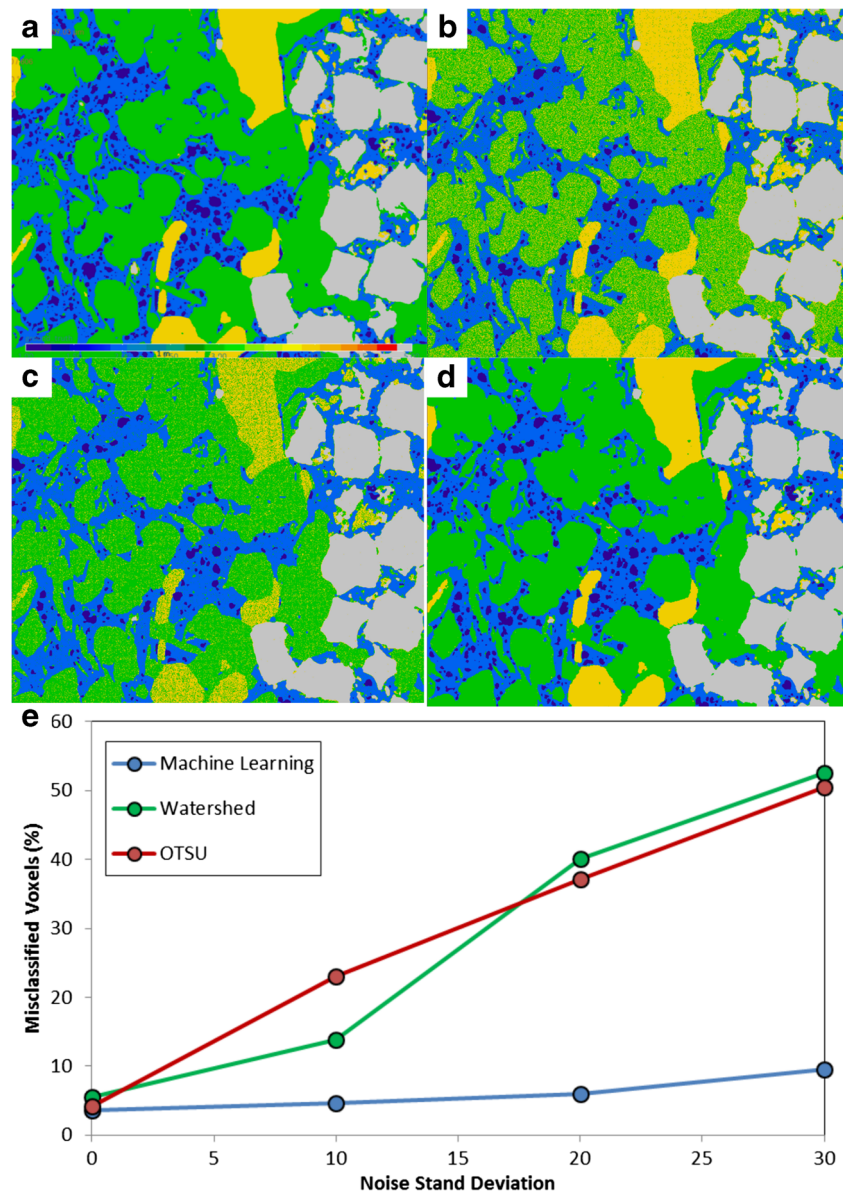 a
b
c
d
e
60
50
40
30
20
10
0
Misclassified Voxels (%)
Machine Learning
Watershed
OTSU
0 5 10 15 20 25 30
Noise Stand Deviation